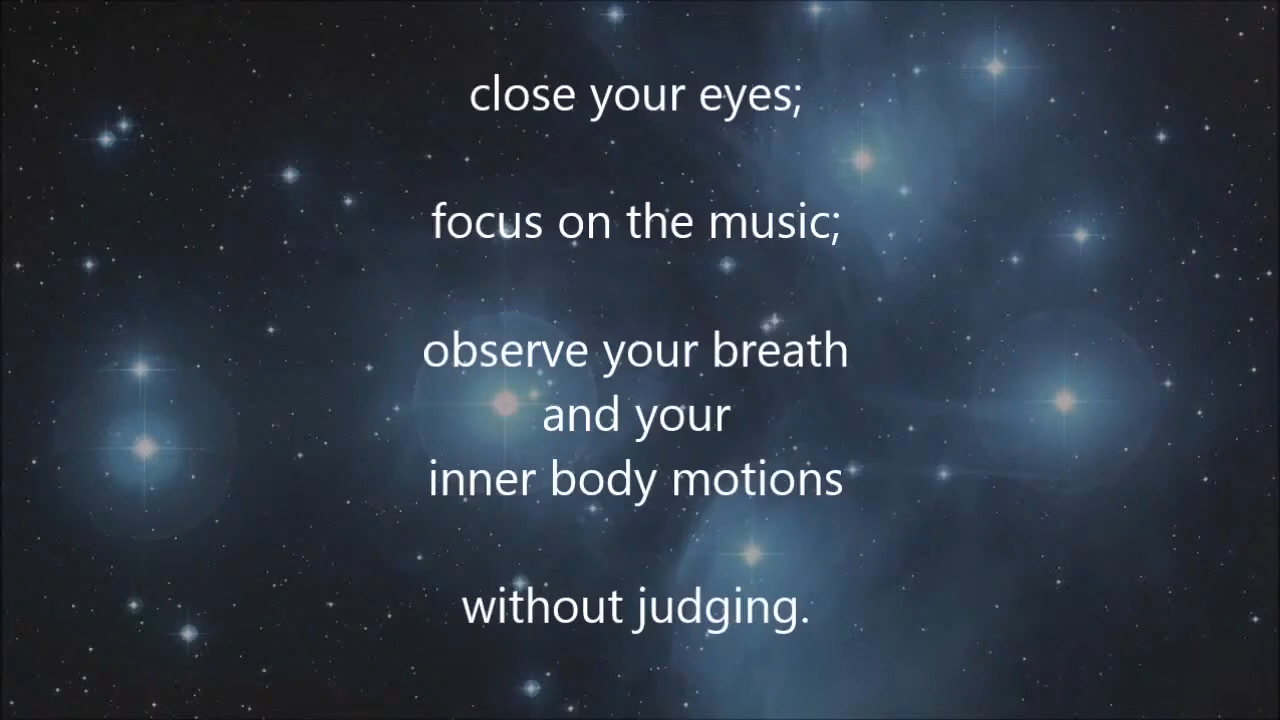 close your eyes;
focus on the music;
observe your breath
and your
inner body motions
without judging.